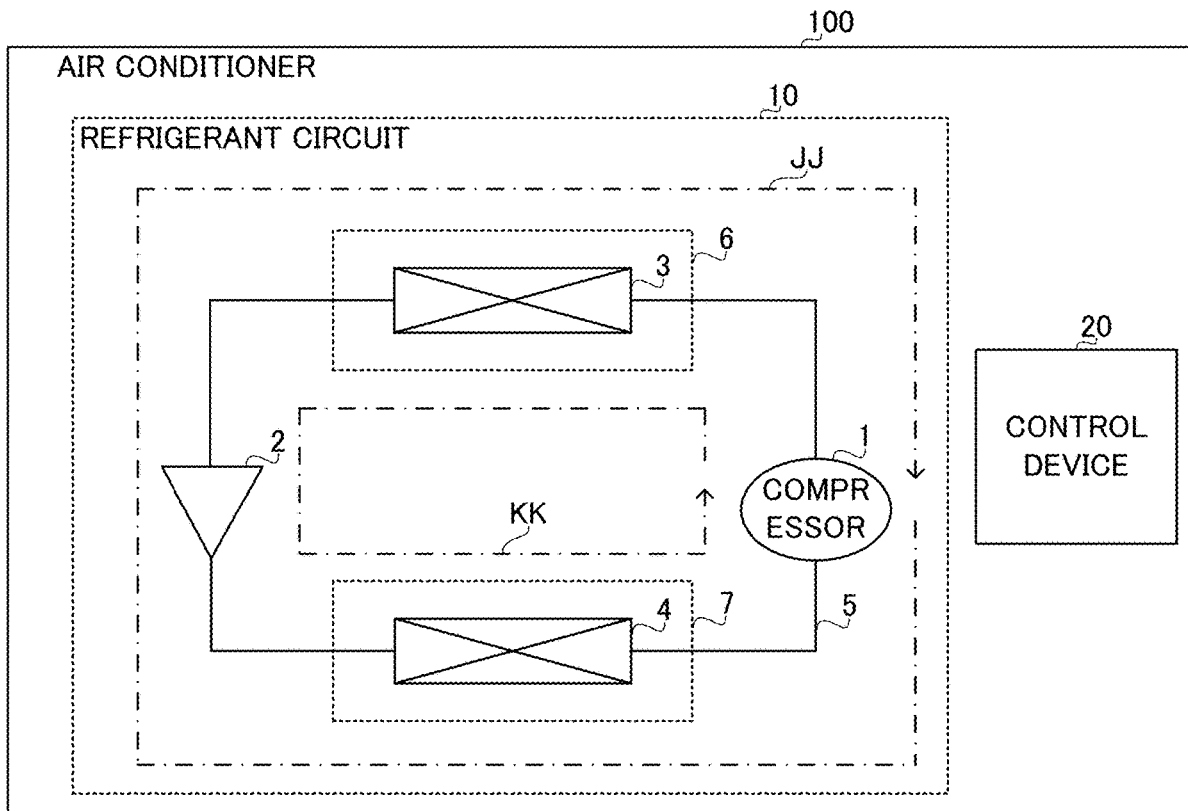 100
AIR CONDITIONER
10
REFRIGERANT CIRCUIT
JJ
6
3
20
CONTROL
DEVICE
2
1
COMPR
ESSOR
KK
7
4
5